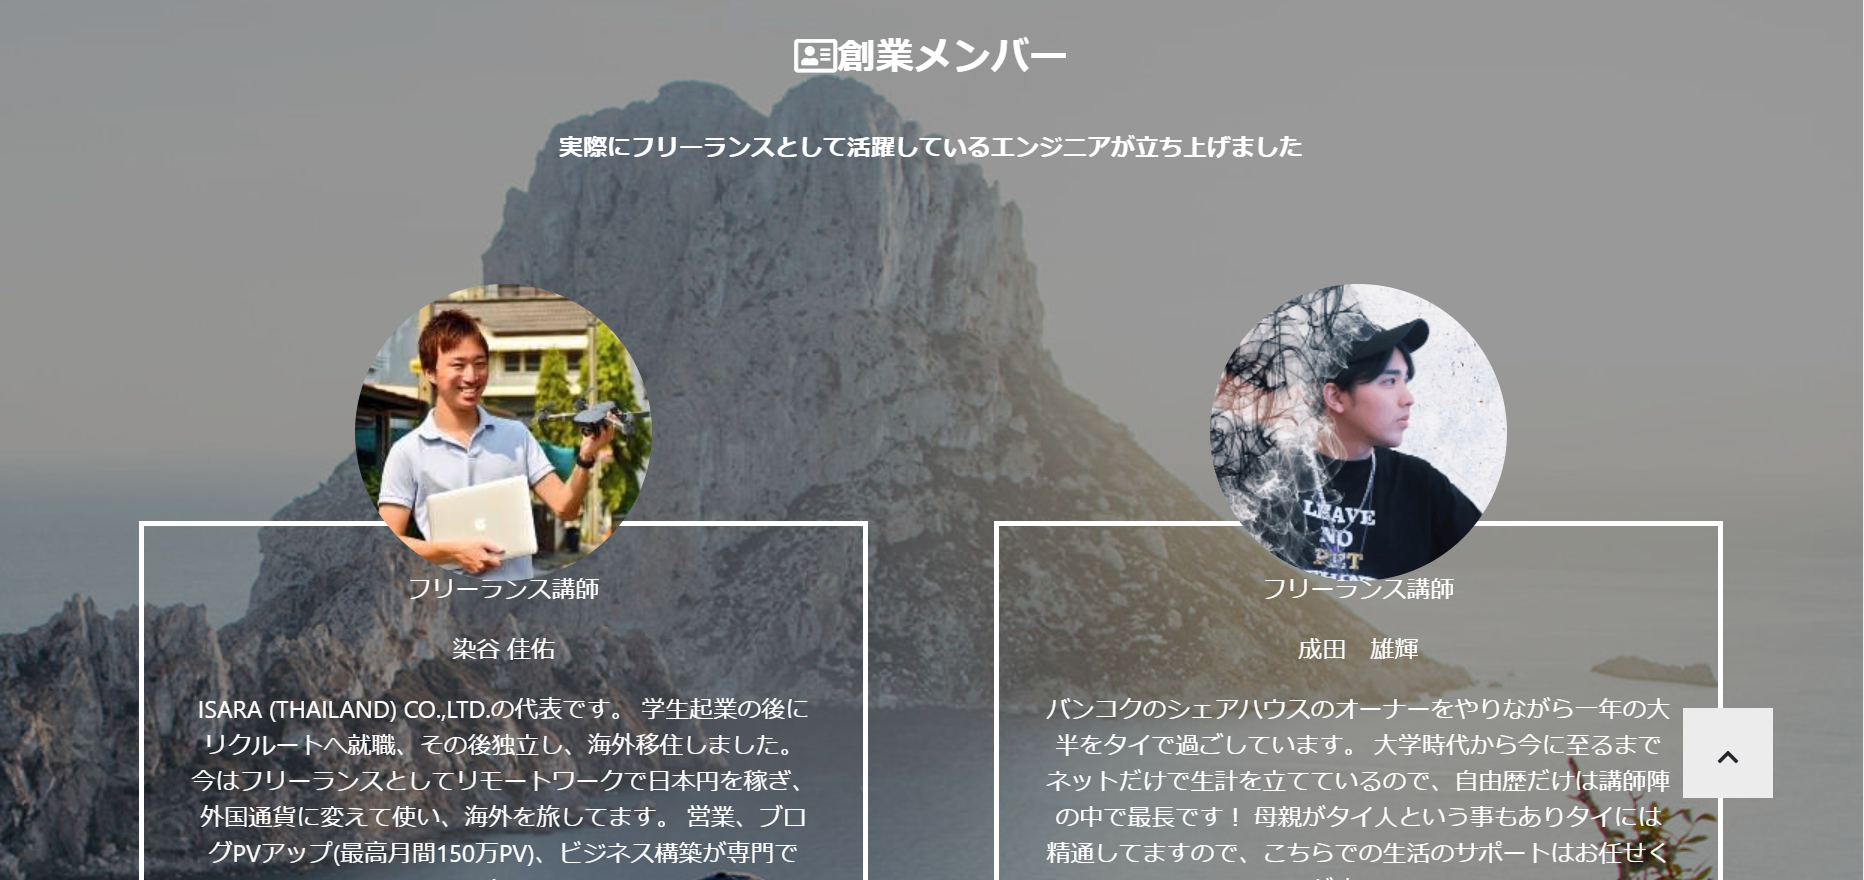 創業メンバー
実際にフリーランスとして活躍しているエンジニアが立ち上げました
LEAVE
NO
PET
フリーランス講師
染谷 佳佑
ISARA (THAILAND) CO.,LTD.の代表です。 学生起業の後に
リクルートへ就職、その後独立し、海外移住しました。
今はフリーランスとしてリモートワークで日本円を稼ぎ、
外国通貨に変えて使い、海外を旅してます。 営業、ブロ
グPVアップ(最高月間150万PV)、ビジネス構築が専門で
フリーランス講師
成田　雄輝
バンコクのシェアハウスのオーナーをやりながら一年の大
半をタイで過ごしています。 大学時代から今に至るまで
ネットだけで生計を立てているので、自由歴だけは講師陣
の中で最長です！ 母親がタイ人という事もありタイには
精通してますので、こちらでの生活のサポートはお任せく